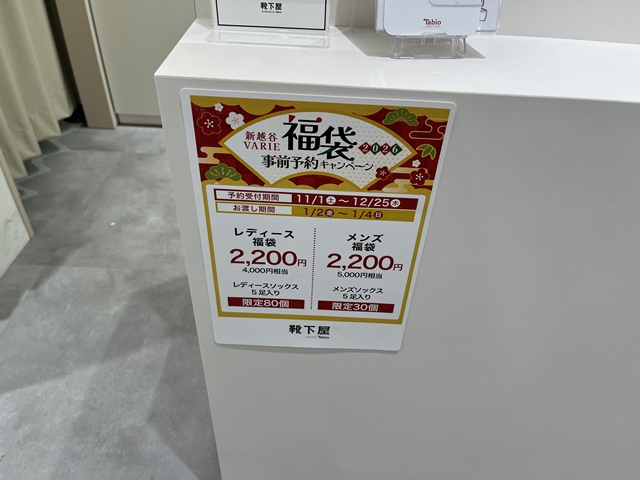 靴下屋
Tabio
新越谷
VARIE
福袋
2026
事前予約キャンペーン
予約受付期間 11/1土～12/25木
お渡し期間 1/2金～1/4日
レディース
福袋
2,200円
4,000円相当
レディースソックス
5足入り
限定80個
メンズ
福袋
2,200円
5,000円相当
メンズソックス
5足入り
限定30個
靴下屋
Tabio